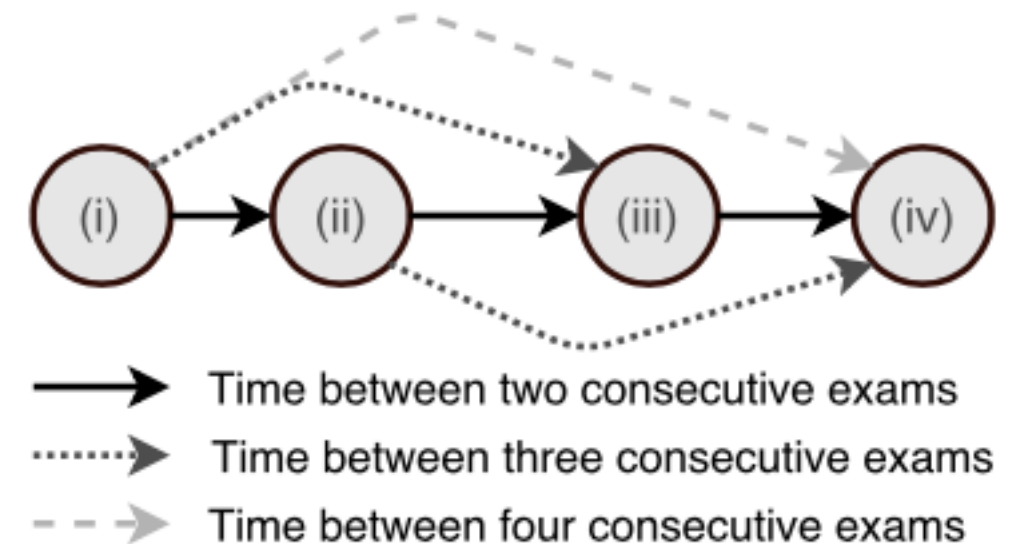 (i) (ii) (iii) (iv)
Time between two consecutive exams
Time between three consecutive exams
Time between four consecutive exams